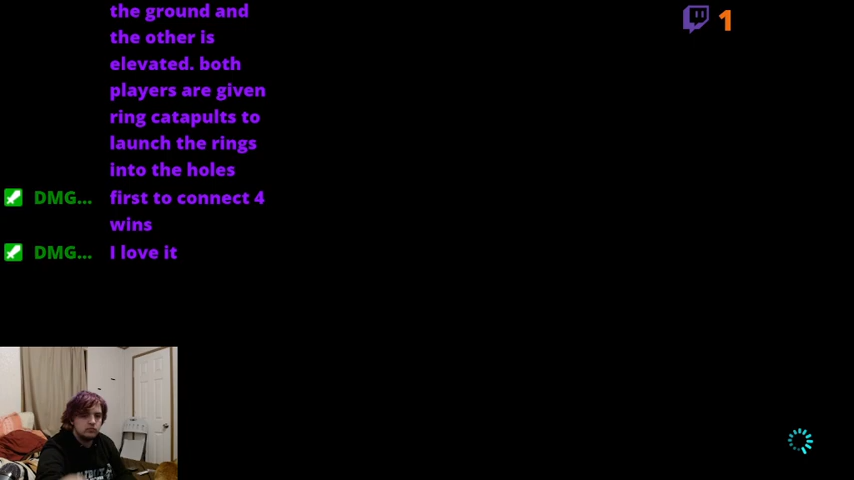 the ground and
the other is
elevated. both
players are given
ring catapults to
launch the rings
into the holes
DMG... first to connect 4
wins
DMG... I love it
1